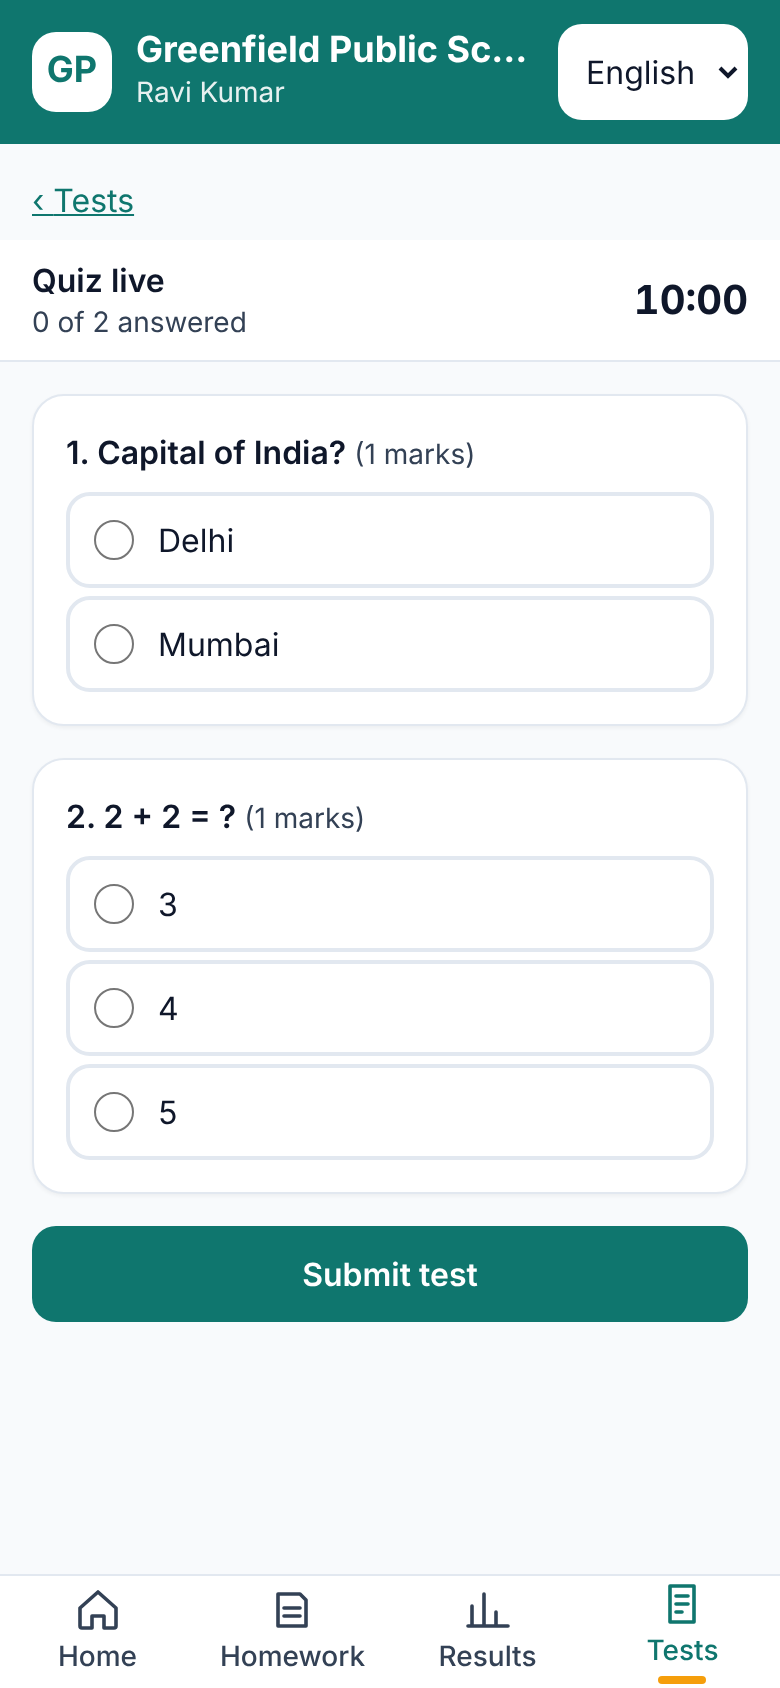 GP
Greenfield Public Sc...
Ravi Kumar
English
‹ Tests
Quiz live
0 of 2 answered
10:00
1. Capital of India? (1 marks)
Delhi
Mumbai
2. 2 + 2 = ? (1 marks)
3
4
5
Submit test
Home
Homework
Results
Tests